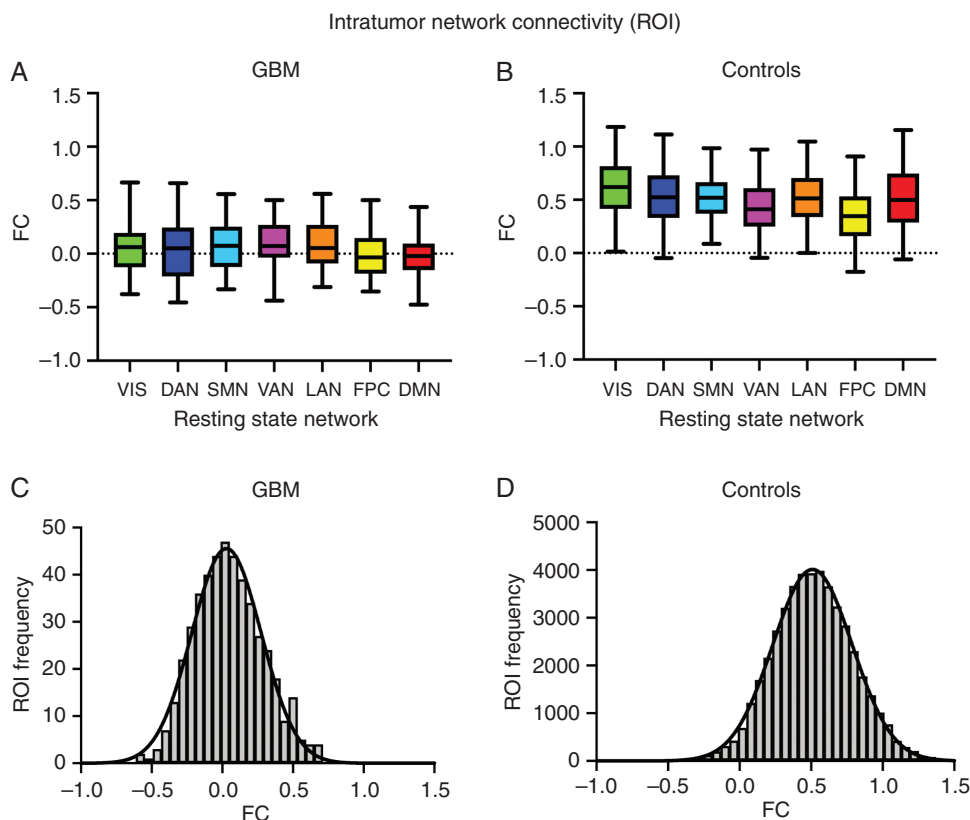 Intratumor network connectivity (ROI)
A
GBM
1.5
1.0
0.5
0.0
–0.5
–1.0
FC
VIS DAN SMN VAN LAN FPC DMN
Resting state network
B
Controls
1.5
1.0
0.5
0.0
–0.5
–1.0
FC
VIS DAN SMN VAN LAN FPC DMN
Resting state network
C
GBM
50
40
30
20
10
0
ROI frequency
–1.0 –0.5 0.0 0.5 1.0 1.5
FC
D
Controls
5000
4000
3000
2000
1000
0
ROI frequency
–1.0 –0.5 0.0 0.5 1.0 1.5
FC